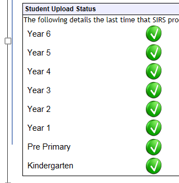 Student Upload Status
The following details the last time that SIRS pro
Year 6
Year 5
Year 4
Year 3
Year 2
Year 1
Pre Primary
Kindergarten